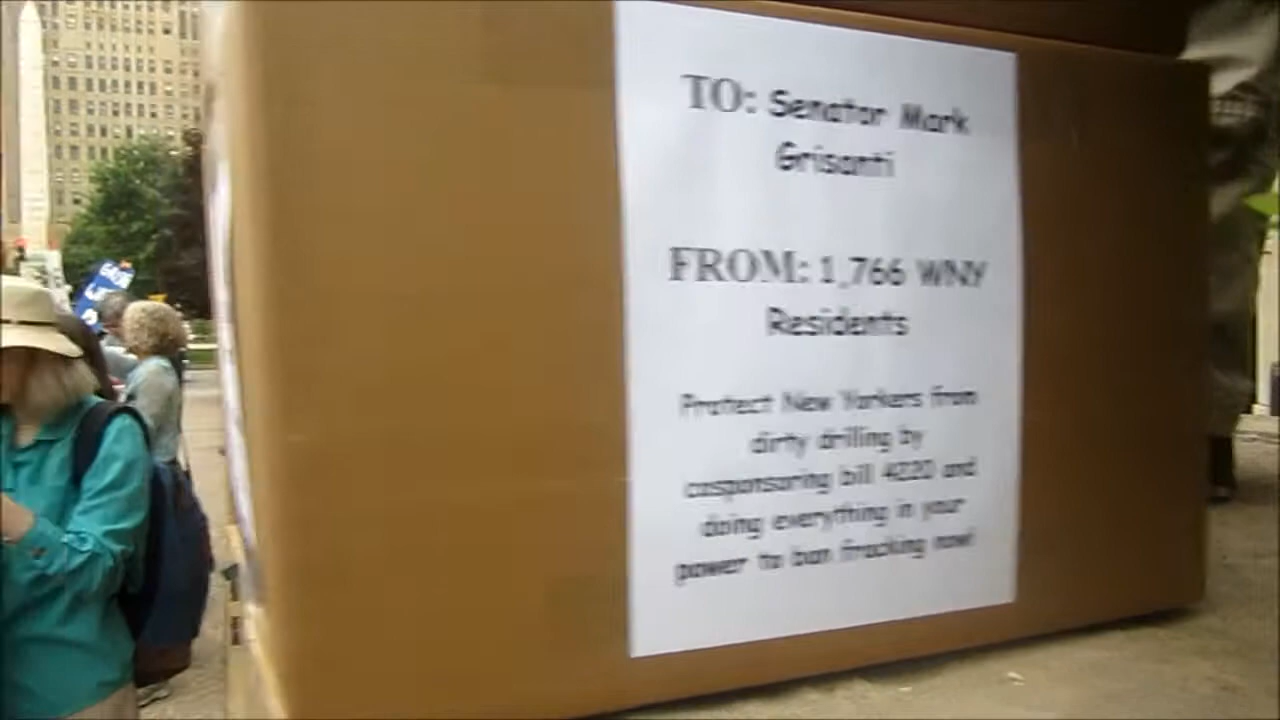 TO: Senator Mark
Grisanti
FROM: 1,766 WNY
Residents
Protect New Yorkers from
dirty drilling by
cosponsoring bill 4220 and
doing everything in your
power to ban fracking now!